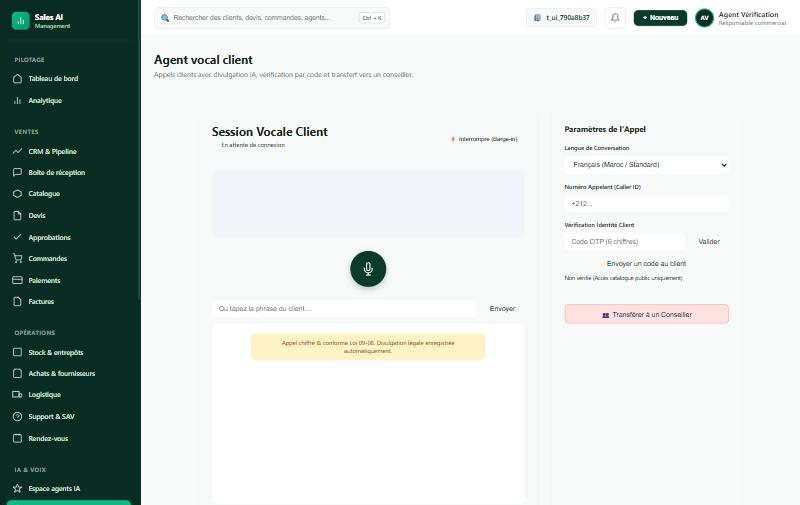 Sales AI
Management
PILOTAGE
Tableau de bord
Analytique
VENTES
CRM & Pipeline
Boîte de réception
Catalogue
Devis
Approbations
Commandes
Paiements
Factures
OPÉRATIONS
Stock & entrepôts
Achats & fournisseurs
Logistique
Support & SAV
Rendez-vous
IA & VOIX
Espace agents IA
Rechercher des clients, devis, commandes, agents...
Ctrl + K
t_ui_790a8b37
+ Nouveau
AV
Agent Vérification
Responsable commercial
Agent vocal client
Appels clients avec divulgation IA, vérification par code et transfert vers un conseiller.
Session Vocale Client
En attente de connexion
Interrompre (Barge-in)
Ou tapez la phrase du client...
Envoyer
Appel chiffré & conforme Loi 09-08. Divulgation légale enregistrée
automatiquement.
Paramètres de l'Appel
Langue de Conversation
Français (Maroc / Standard)
Numéro Appelant (Caller ID)
+212...
Vérification Identité Client
Code OTP (6 chiffres)
Valider
Envoyer un code au client
Non vérifié (Accès catalogue public uniquement)
Transférer à un Conseiller